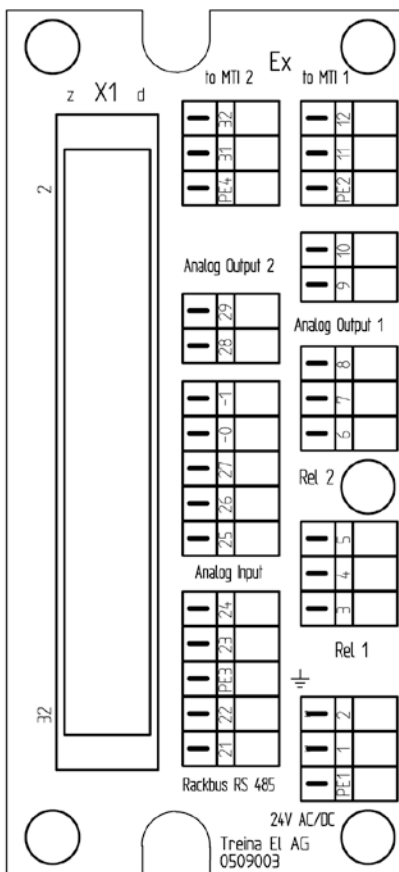 Ex
to MTI 2
to MTI 1
z X1 d
2
32
32
31
PE4
12
11
PE2
10
9
Analog Output 2
Analog Output 1
29
28
8
7
6
-1
-0
27
26
25
Rel 2
5
4
3
Analog Input
24
23
PE3
22
21
Rel 1
2
1
PE1
Rackbus RS 485
24V AC/DC
Treina El AG
0509003